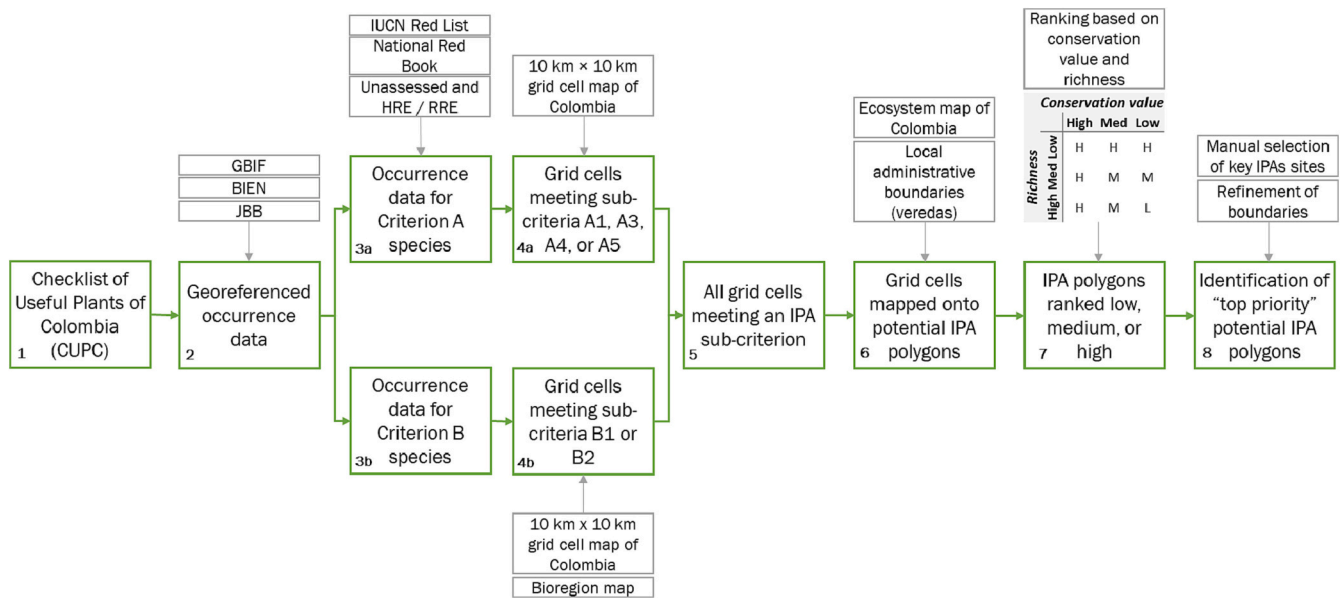 Checklist of
Useful Plants of
Colombia
(CUPC)
1
GBIF
BIEN
JBB
Georeferenced
occurrence
data
2
IUCN Red List
National Red
Book
Unassessed and
HRE / RRE
Occurrence
data for
Criterion A
species
3a
10 km × 10 km
grid cell map of
Colombia
Grid cells
meeting sub-
criteria A1, A3,
A4, or A5
4a
Occurrence
data for
Criterion B
species
3b
Grid cells
meeting sub-
criteria B1 or
B2
4b
10 km x 10 km
grid cell map of
Colombia
Bioregion map
All grid cells
meeting an IPA
sub-criterion
5
Ecosystem map of
Colombia
Local
administrative
boundaries
(veredas)
Grid cells
mapped onto
potential IPA
polygons
6
Ranking based on
conservation
value and
richness
Conservation value
High Med Low
Richness
High Med Low
H H H
H M M
H M L
IPA polygons
ranked low,
medium, or
high
7
Manual selection
of key IPAs sites
Refinement of
boundaries
Identification of
“top priority”
potential IPA
polygons
8